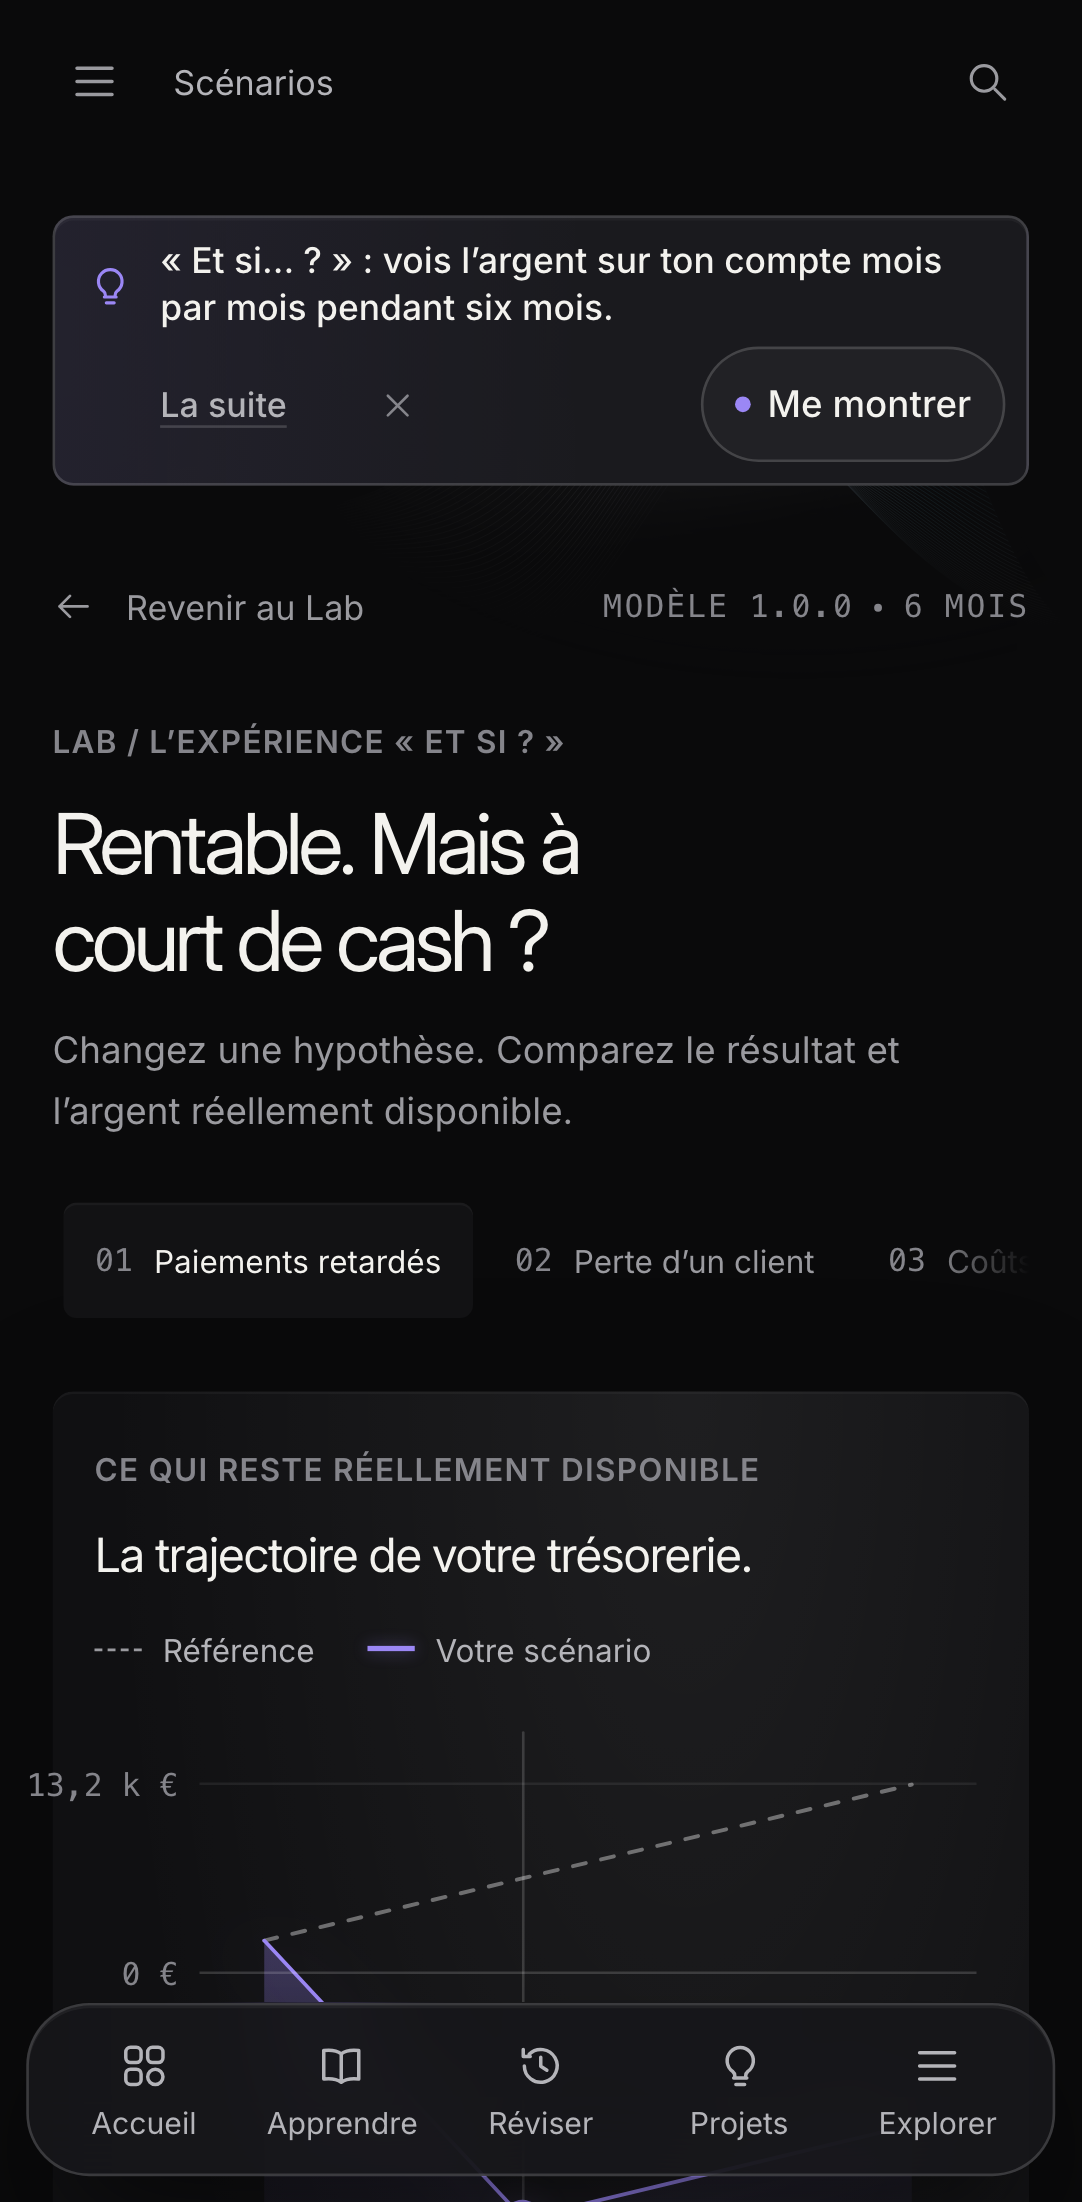 Scénarios
« Et si... ? » : vois l’argent sur ton compte mois
par mois pendant six mois.
La suite
Me montrer
Revenir au Lab
MODÈLE 1.0.0 • 6 MOIS
LAB / L’EXPÉRIENCE « ET SI ? »
Rentable. Mais à
court de cash ?
Changez une hypothèse. Comparez le résultat et
l’argent réellement disponible.
01 Paiements retardés
02 Perte d’un client
03 Coûts
CE QUI RESTE RÉELLEMENT DISPONIBLE
La trajectoire de votre trésorerie.
Référence
Votre scénario
13,2 k €
0 €
Accueil
Apprendre
Réviser
Projets
Explorer